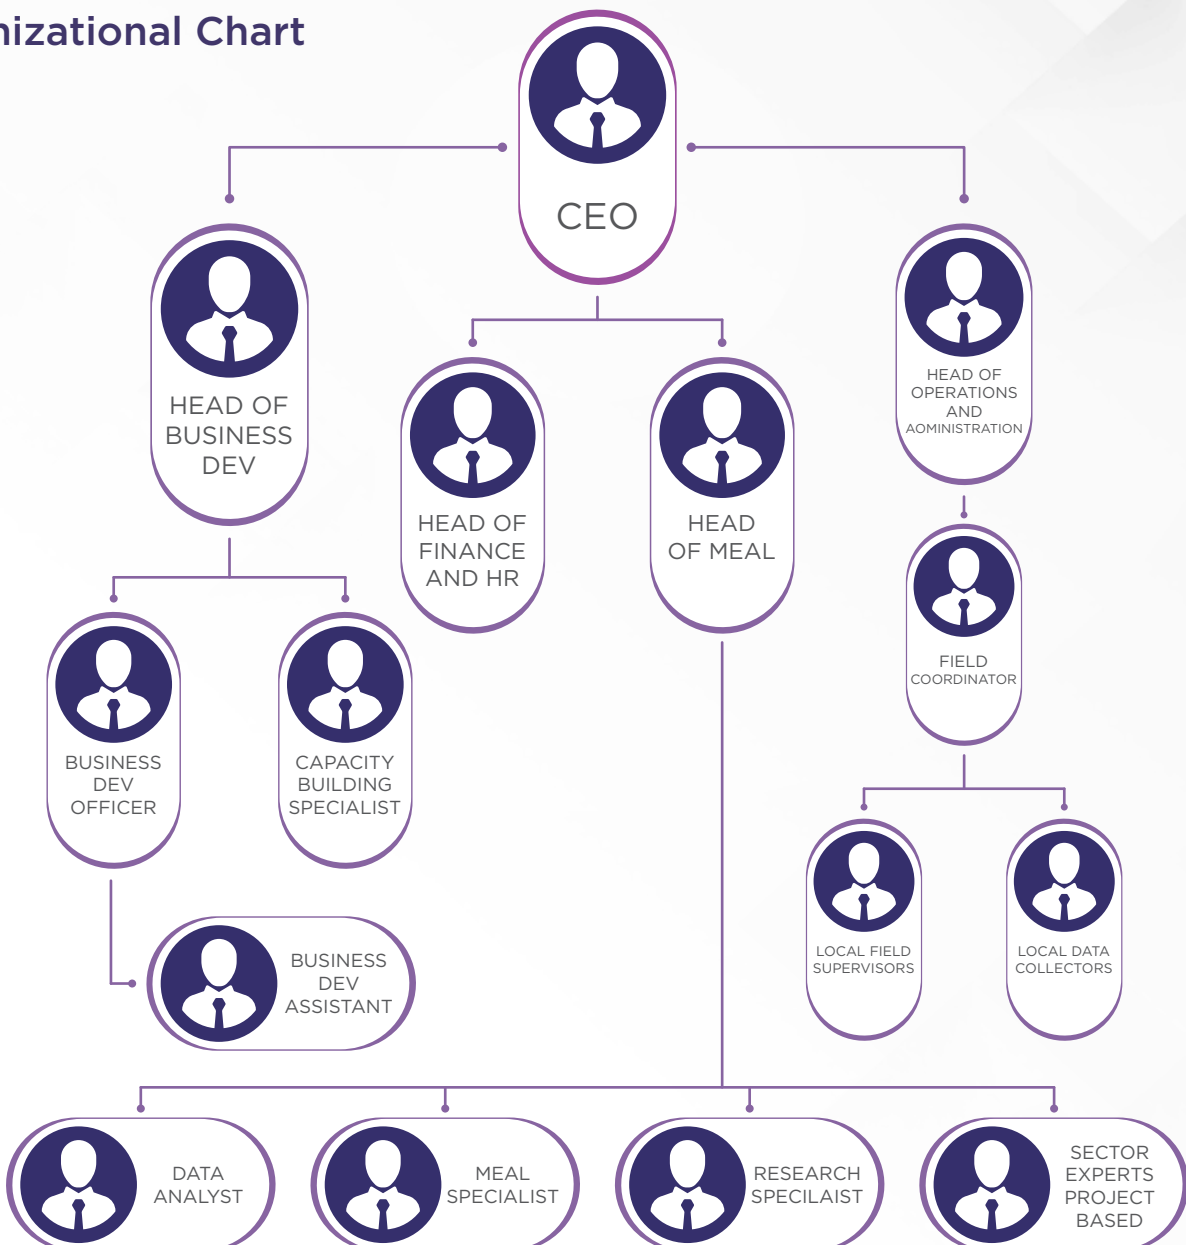 nizational Chart
CEO
HEAD OF
BUSINESS
DEV
HEAD OF
FINANCE
AND HR
HEAD
OF MEAL
HEAD OF
OPERATIONS
AND
AOMINISTRATION
FIELD
COORDINATOR
BUSINESS
DEV
OFFICER
CAPACITY
BUILDING
SPECIALIST
LOCAL FIELD
SUPERVISORS
LOCAL DATA
COLLECTORS
BUSINESS
DEV
ASSISTANT
DATA
ANALYST
MEAL
SPECIALIST
RESEARCH
SPECILAIST
SECTOR
EXPERTS
PROJECT
BASED